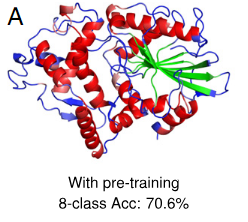 A
With pre-training
8-class Acc: 70.6%